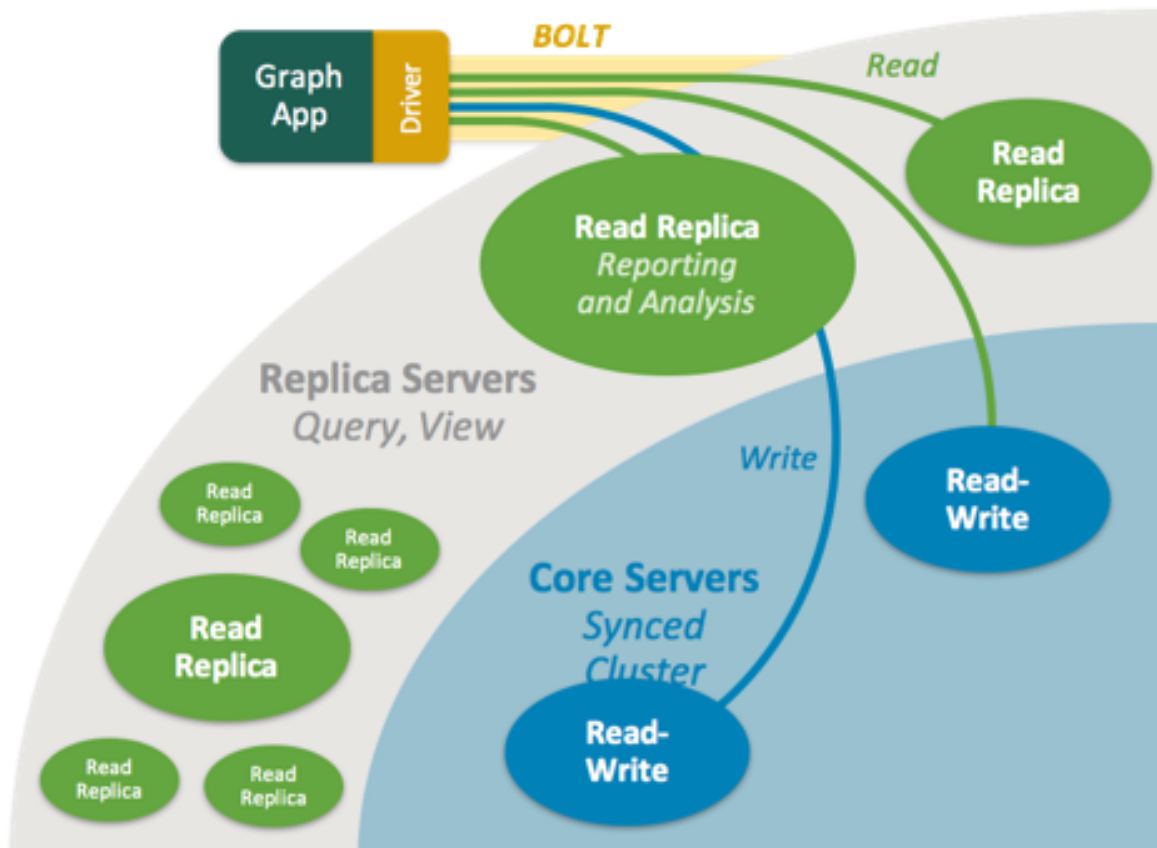 BOLT
Graph
App
Driver
Read
Read
Replica
Read Replica
Reporting
and Analysis
Replica Servers
Query, View
Write
Read-
Write
Read
Replica
Read
Replica
Core Servers
Synced
Cluster
Read
Replica
Read-
Write
Read
Replica
Read
Replica